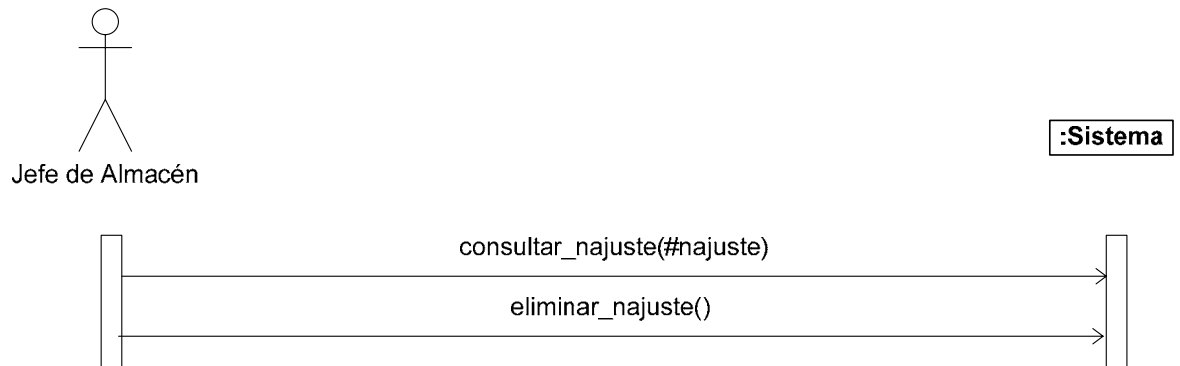 :Sistema
Jefe de Almacén
consultar_najuste(#najuste)
eliminar_najuste()